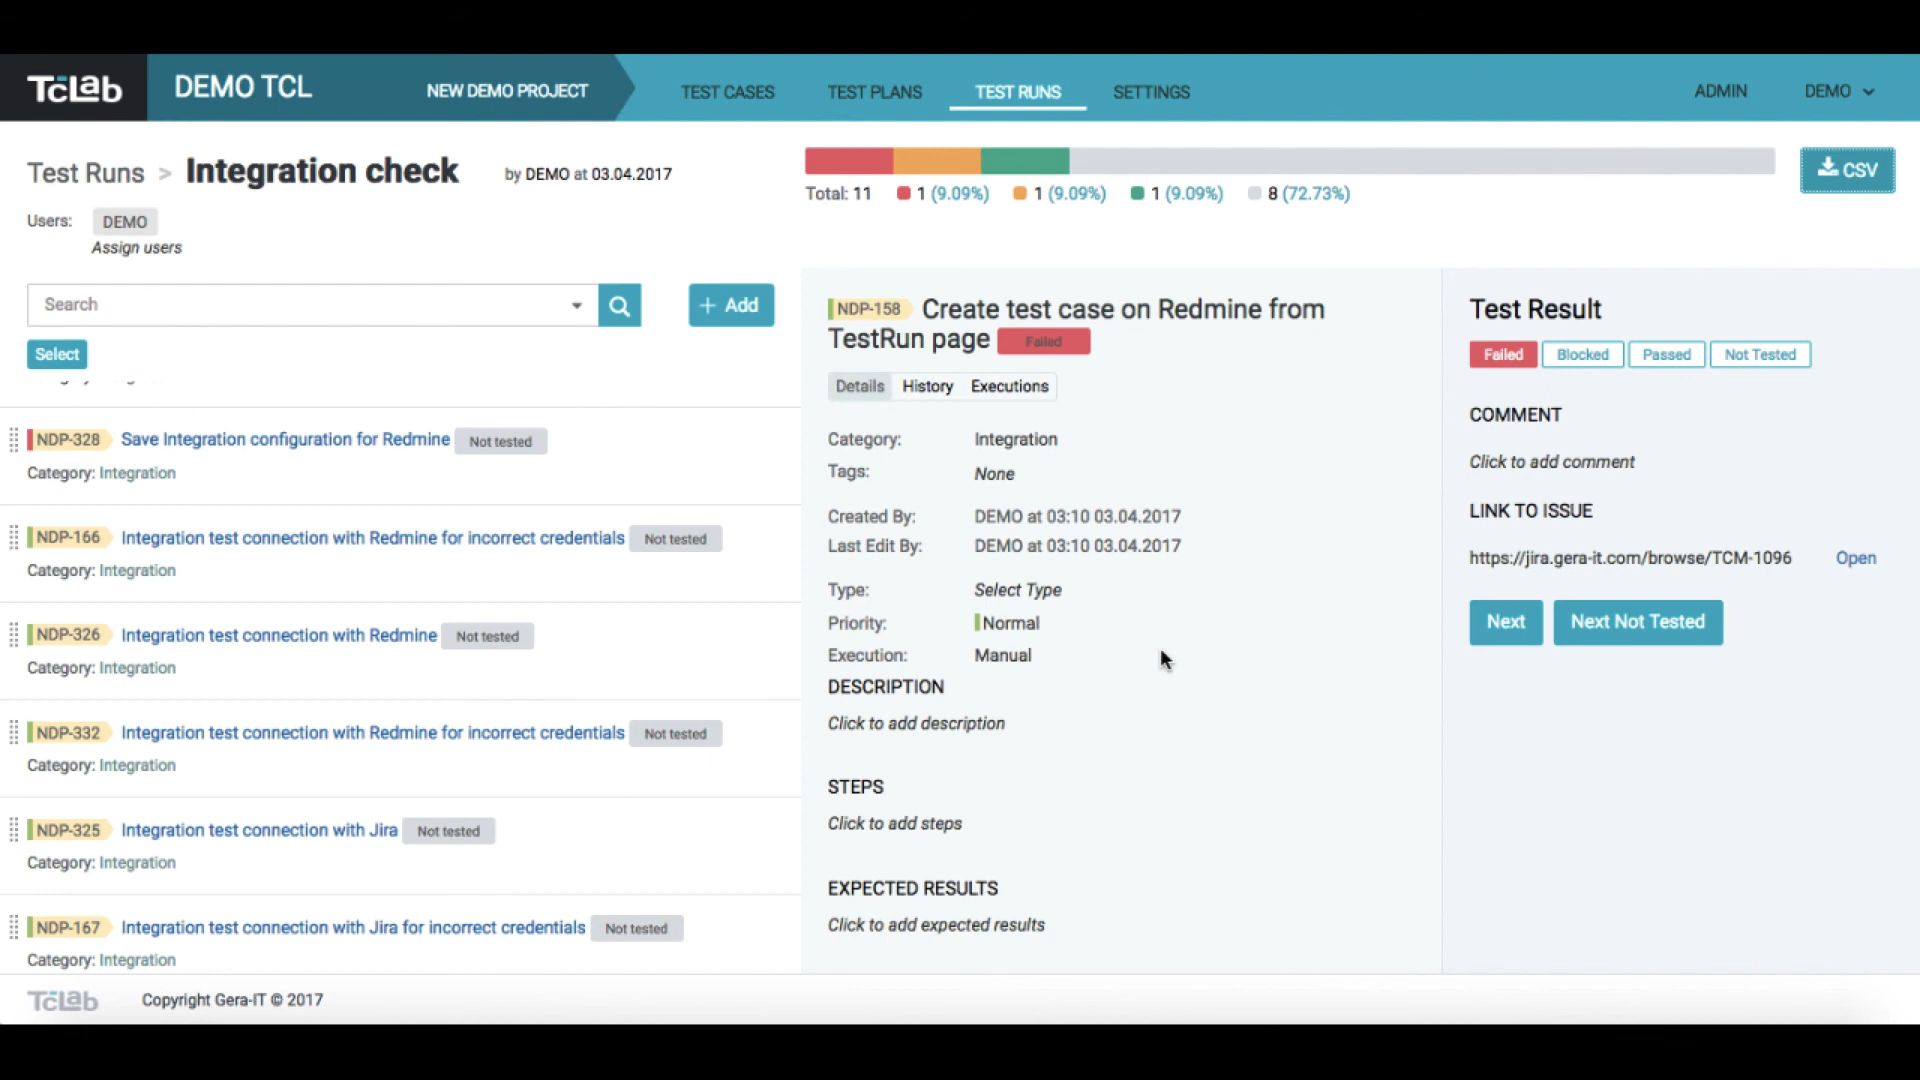 TcLab DEMO TCL NEW DEMO PROJECT TEST CASES TEST PLANS TEST RUNS SETTINGS ADMIN DEMO
Test Runs > Integration check by DEMO at 03.04.2017
Total: 11 1 (9.09%) 1 (9.09%) 1 (9.09%) 8 (72.73%)
CSV
Users: DEMO
Assign users
Search
+ Add
Select
NDP-328 Save Integration configuration for Redmine Not tested
Category: Integration
NDP-166 Integration test connection with Redmine for incorrect credentials Not tested
Category: Integration
NDP-326 Integration test connection with Redmine Not tested
Category: Integration
NDP-332 Integration test connection with Redmine for incorrect credentials Not tested
Category: Integration
NDP-325 Integration test connection with Jira Not tested
Category: Integration
NDP-167 Integration test connection with Jira for incorrect credentials Not tested
Category: Integration
NDP-158 Create test case on Redmine from
TestRun page Failed
Details History Executions
Category: Integration
Tags: None
Created By: DEMO at 03:10 03.04.2017
Last Edit By: DEMO at 03:10 03.04.2017
Type: Select Type
Priority: Normal
Execution: Manual
DESCRIPTION
Click to add description
STEPS
Click to add steps
EXPECTED RESULTS
Click to add expected results
Test Result
Failed Blocked Passed Not Tested
COMMENT
Click to add comment
LINK TO ISSUE
https://jira.gera-it.com/browse/TCM-1096 Open
Next Next Not Tested
TcLab Copyright Gera-IT © 2017